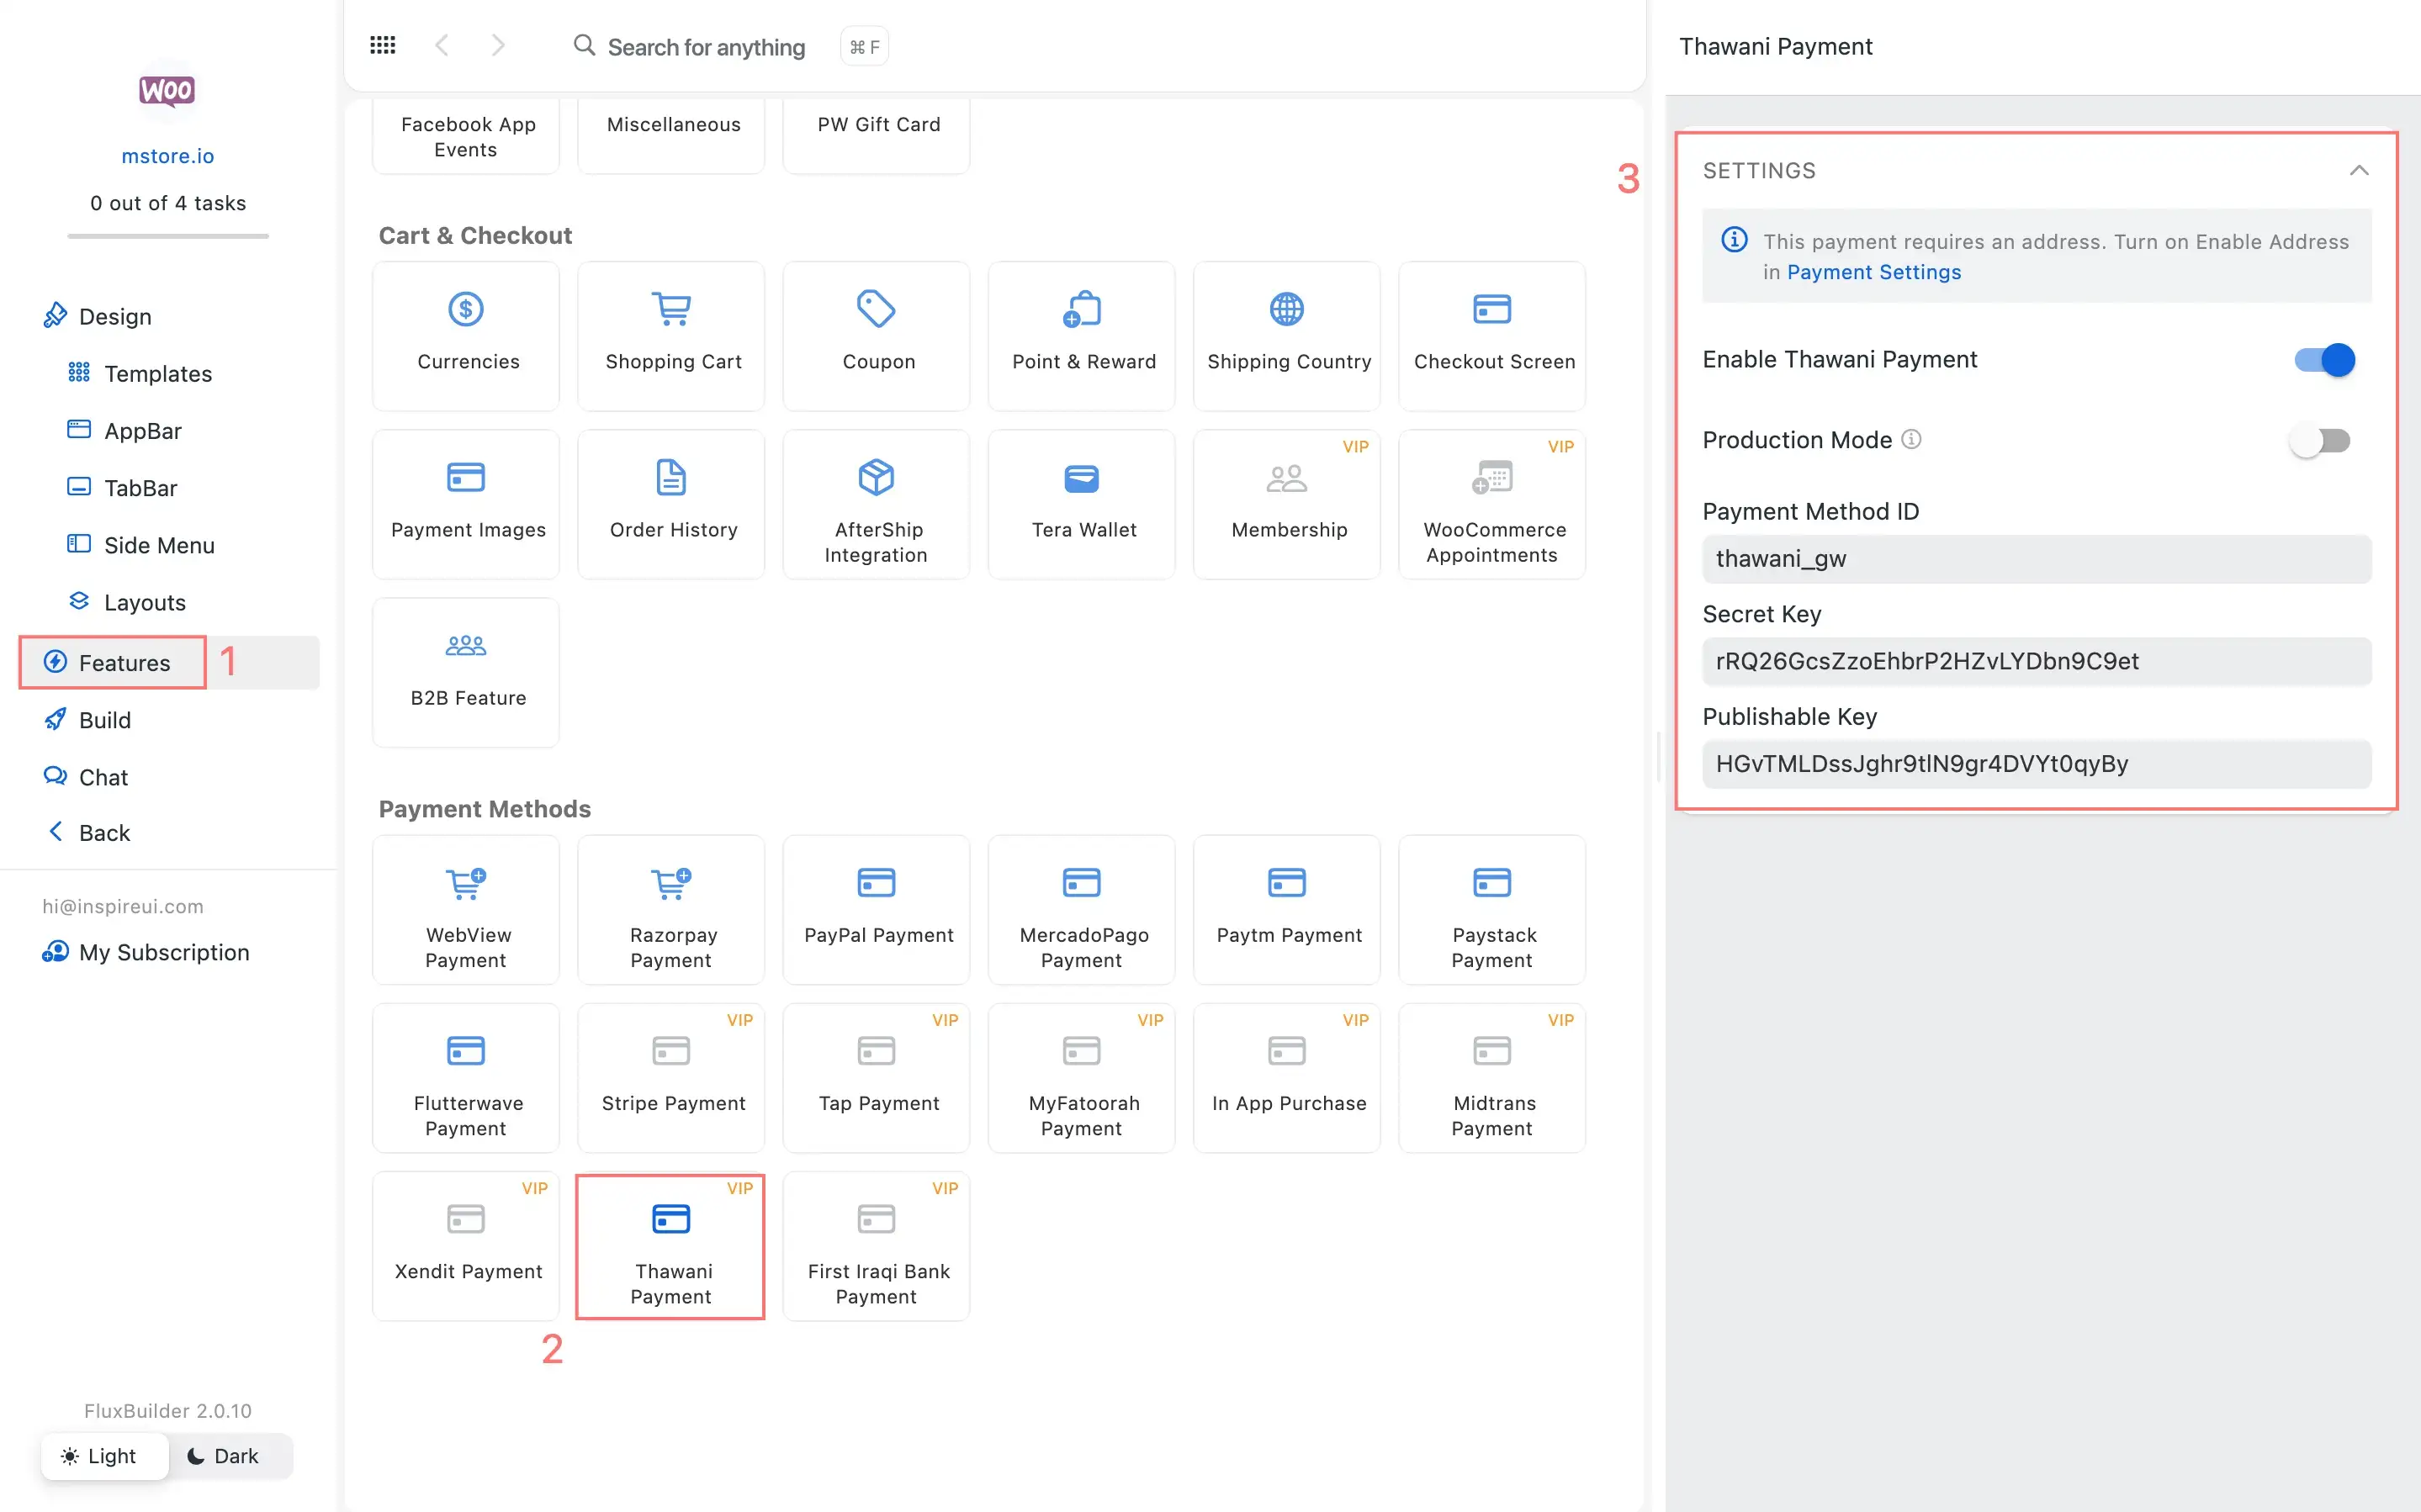 WOO
mstore.io
0 out of 4 tasks
Design
Templates
AppBar
TabBar
Side Menu
Layouts
Features
1
Build
Chat
Back
hi@inspireui.com
My Subscription
FluxBuilder 2.0.10
Light
Dark
Search for anything
⌘ F
Facebook App
Events
Miscellaneous
PW Gift Card
Cart & Checkout
Currencies
Shopping Cart
Coupon
Point & Reward
Shipping Country
Checkout Screen
Payment Images
Order History
AfterShip
Integration
Tera Wallet
VIP
Membership
VIP
WooCommerce
Appointments
B2B Feature
Payment Methods
WebView
Payment
Razorpay
Payment
PayPal Payment
MercadoPago
Payment
Paytm Payment
Paystack
Payment
Flutterwave
Payment
VIP
Stripe Payment
VIP
Tap Payment
VIP
MyFatoorah
Payment
VIP
In App Purchase
VIP
Midtrans
Payment
VIP
Xendit Payment
VIP
Thawani
Payment
VIP
First Iraqi Bank
Payment
2
Thawani Payment
3
SETTINGS
This payment requires an address. Turn on Enable Address
in Payment Settings
Enable Thawani Payment
Production Mode
Payment Method ID
thawani_gw
Secret Key
rRQ26GcsZzoEhbrP2HZvLYDbn9C9et
Publishable Key
HGvTMLDssJghr9tlN9gr4DVYt0qyBy